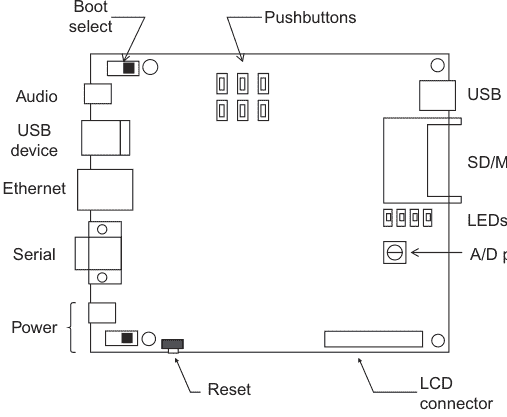 Boot
select
Pushbuttons
Audio
USB
USB
device
SD/M
Ethernet
LEDs
Serial
A/D p
Power
Reset
LCD
connector